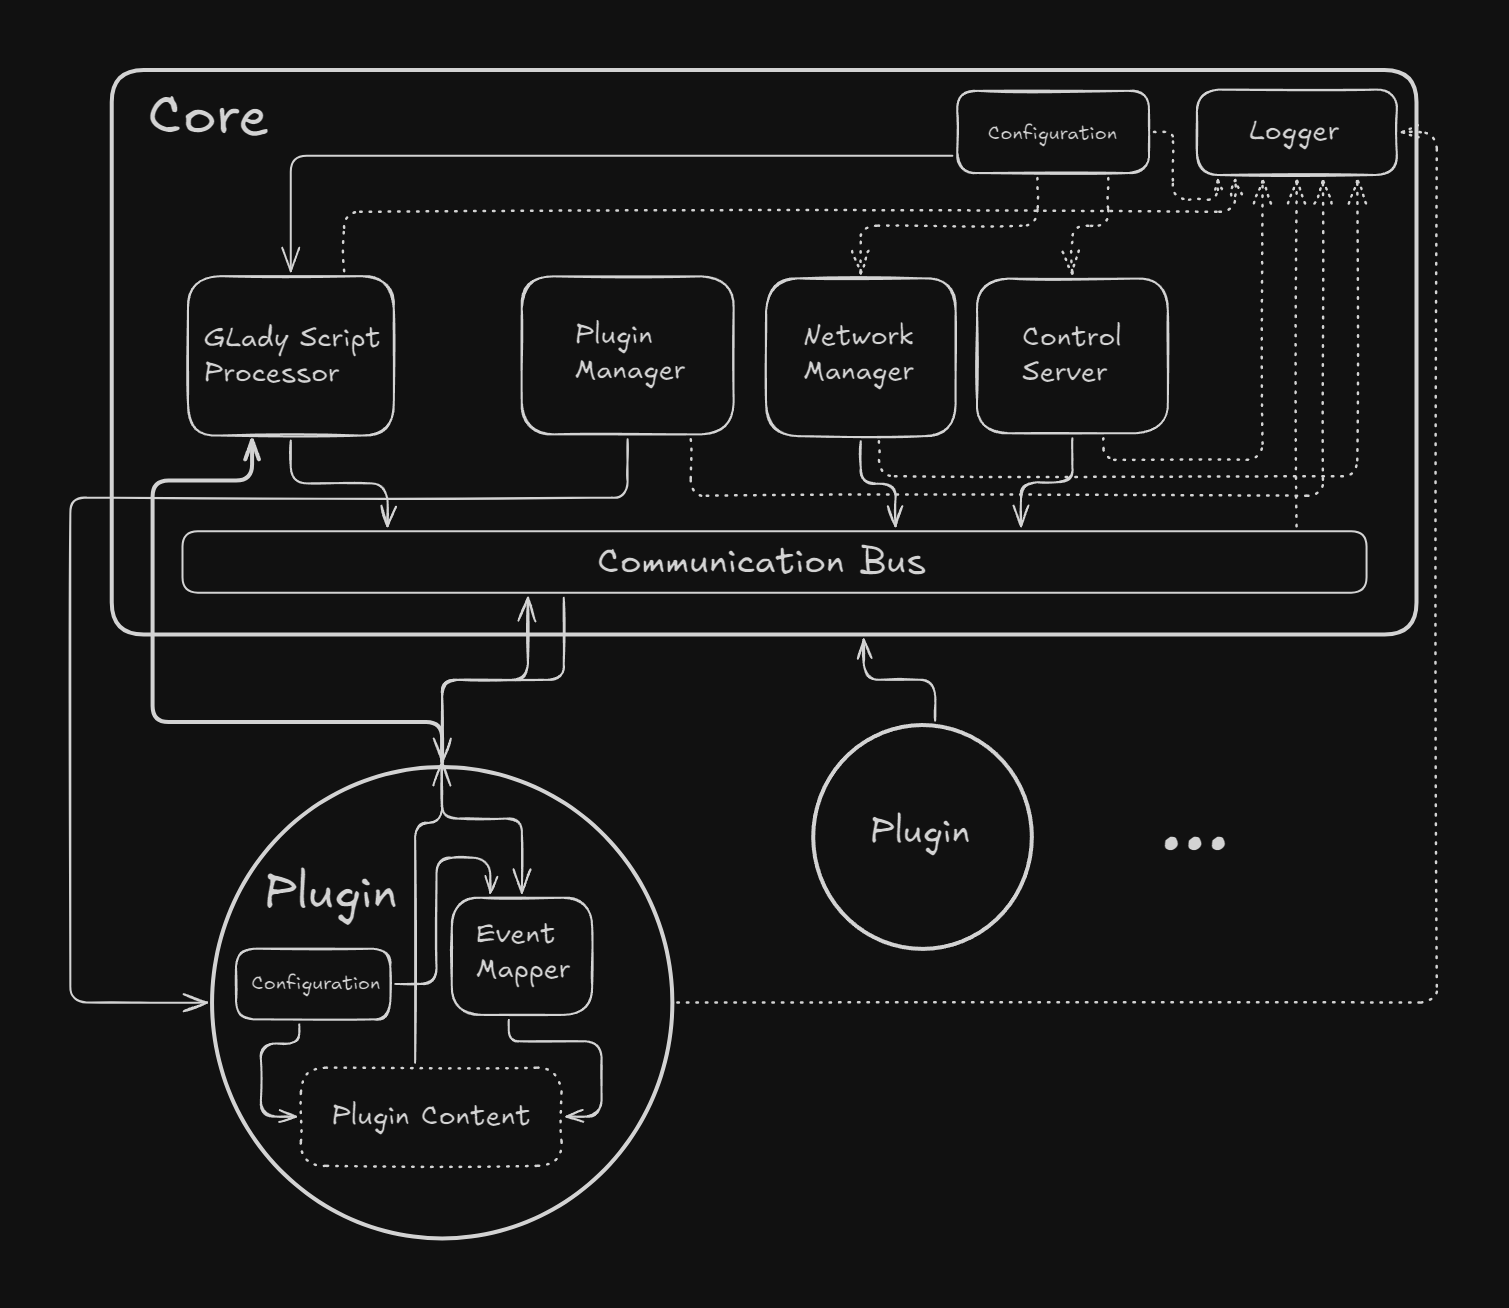 Core
Configuration
Logger
GLady Script
Processor
Plugin
Manager
Network
Manager
Control
Server
Communication Bus
Plugin
...
Plugin
Event
Mapper
Configuration
Plugin Content